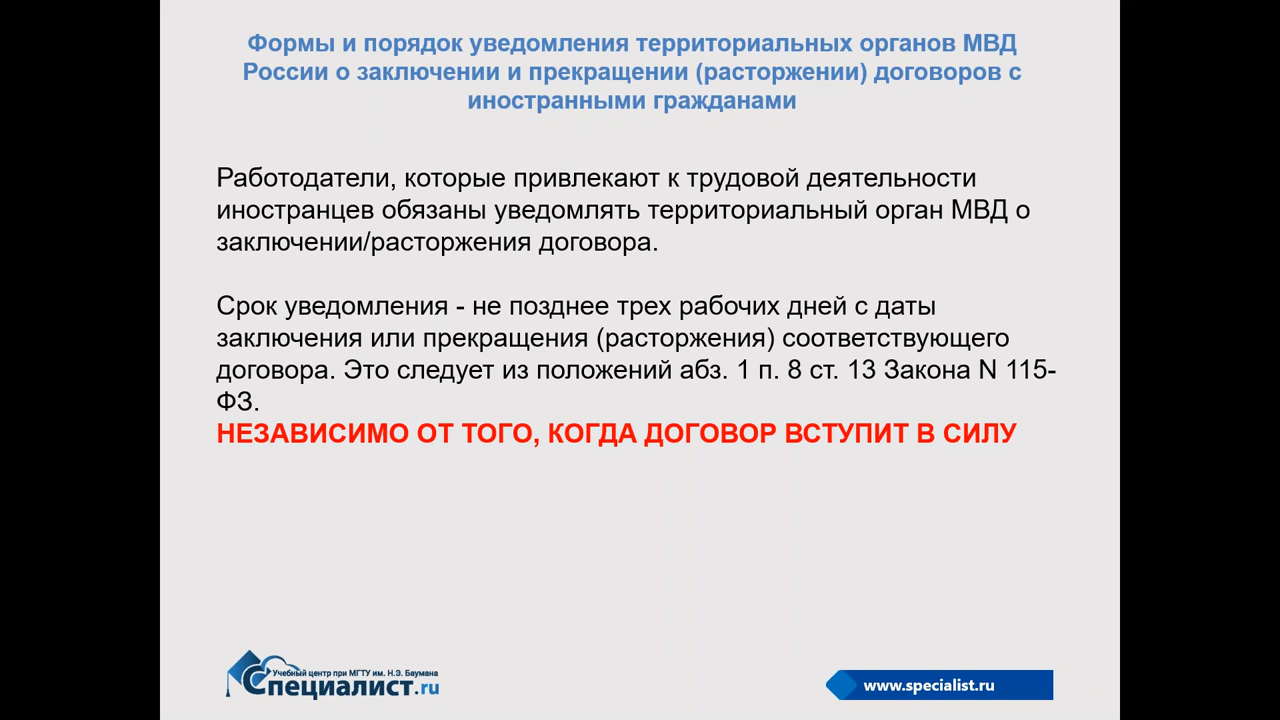 Формы и порядок уведомления территориальных органов МВД
России о заключении и прекращении (расторжении) договоров с
иностранными гражданами
Работодатели, которые привлекают к трудовой деятельности
иностранцев обязаны уведомлять территориальный орган МВД о
заключении/расторжения договора.
Срок уведомления - не позднее трех рабочих дней с даты
заключения или прекращения (расторжения) соответствующего
договора. Это следует из положений абз. 1 п. 8 ст. 13 Закона N 115-
ФЗ.
НЕЗАВИСИМО ОТ ТОГО, КОГДА ДОГОВОР ВСТУПИТ В СИЛУ
Учебный центр при МГТУ им. Н.Э. Баумана
Специалист.ru
www.specialist.ru